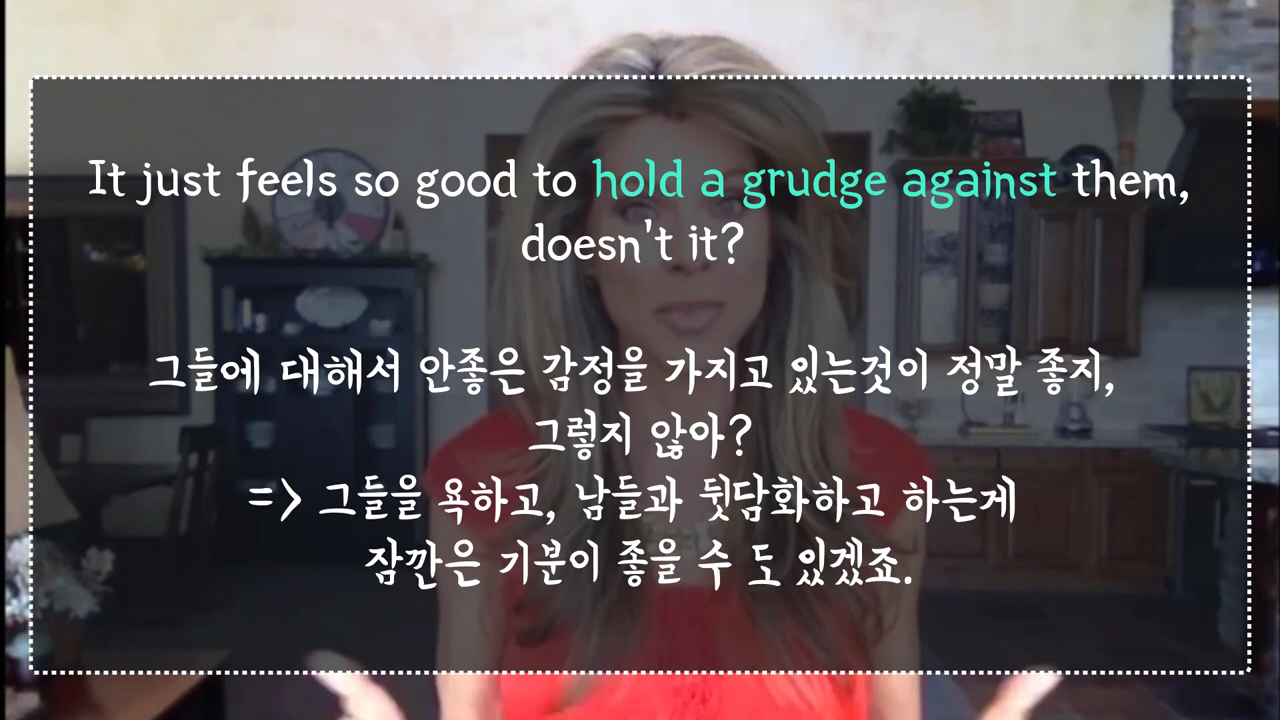 It just feels so good to hold a grudge against them,
doesn't it?
그들에 대해서 안좋은 감정을 가지고 있는것이 정말 좋지,
그렇지 않아?
=> 그들을 욕하고, 남들과 뒷담화하고 하는게
잠깐은 기분이 좋을 수 도 있겠죠.